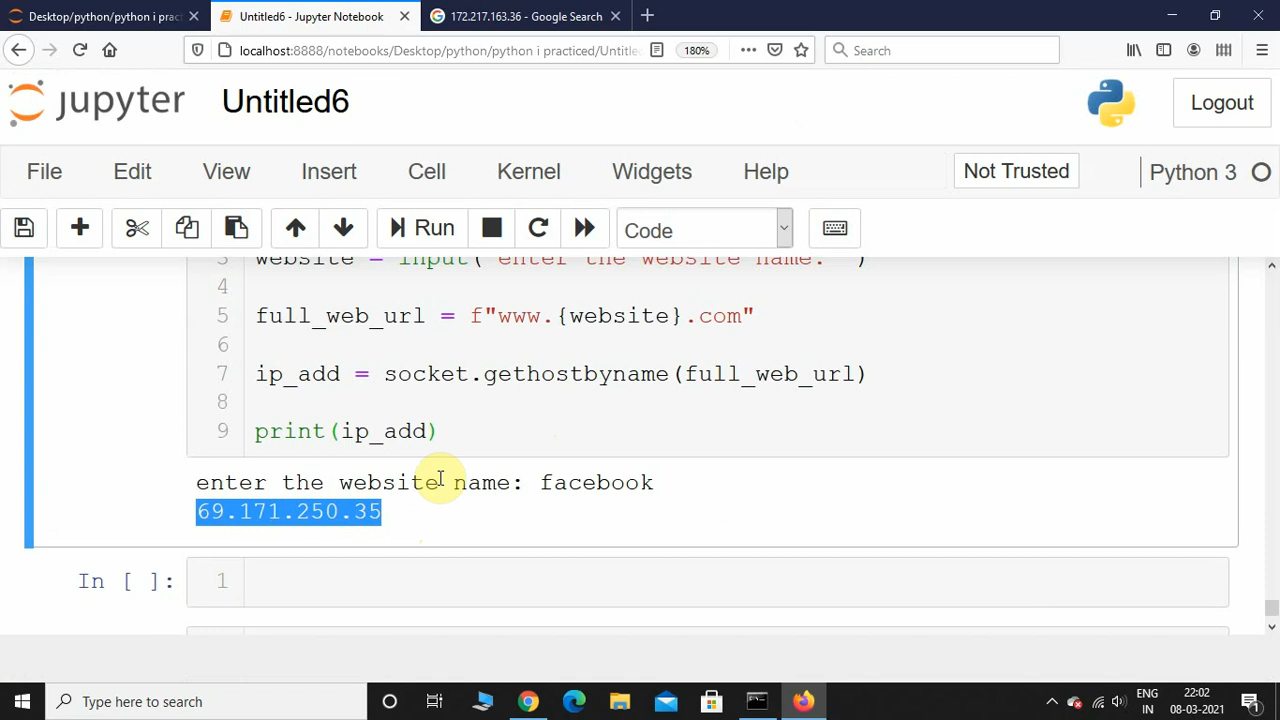 Desktop/python/python i prac
Untitled6 - Jupyter Notebook
172.217.163.36 - Google Search
localhost:8888/notebooks/Desktop/python/python i practiced/Untitle
180%
Search
jupyter
Untitled6
Logout
File
Edit
View
Insert
Cell
Kernel
Widgets
Help
Not Trusted
Python 3
Run
Code
3 website = input( enter the website name: )
4
5 full_web_url = f"www.{website}.com"
6
7 ip_add = socket.gethostbyname(full_web_url)
8
9 print(ip_add)
enter the website name: facebook
69.171.250.35
In [ ]:
1
Type here to search
ENG
IN
22:02
08-03-2021
1